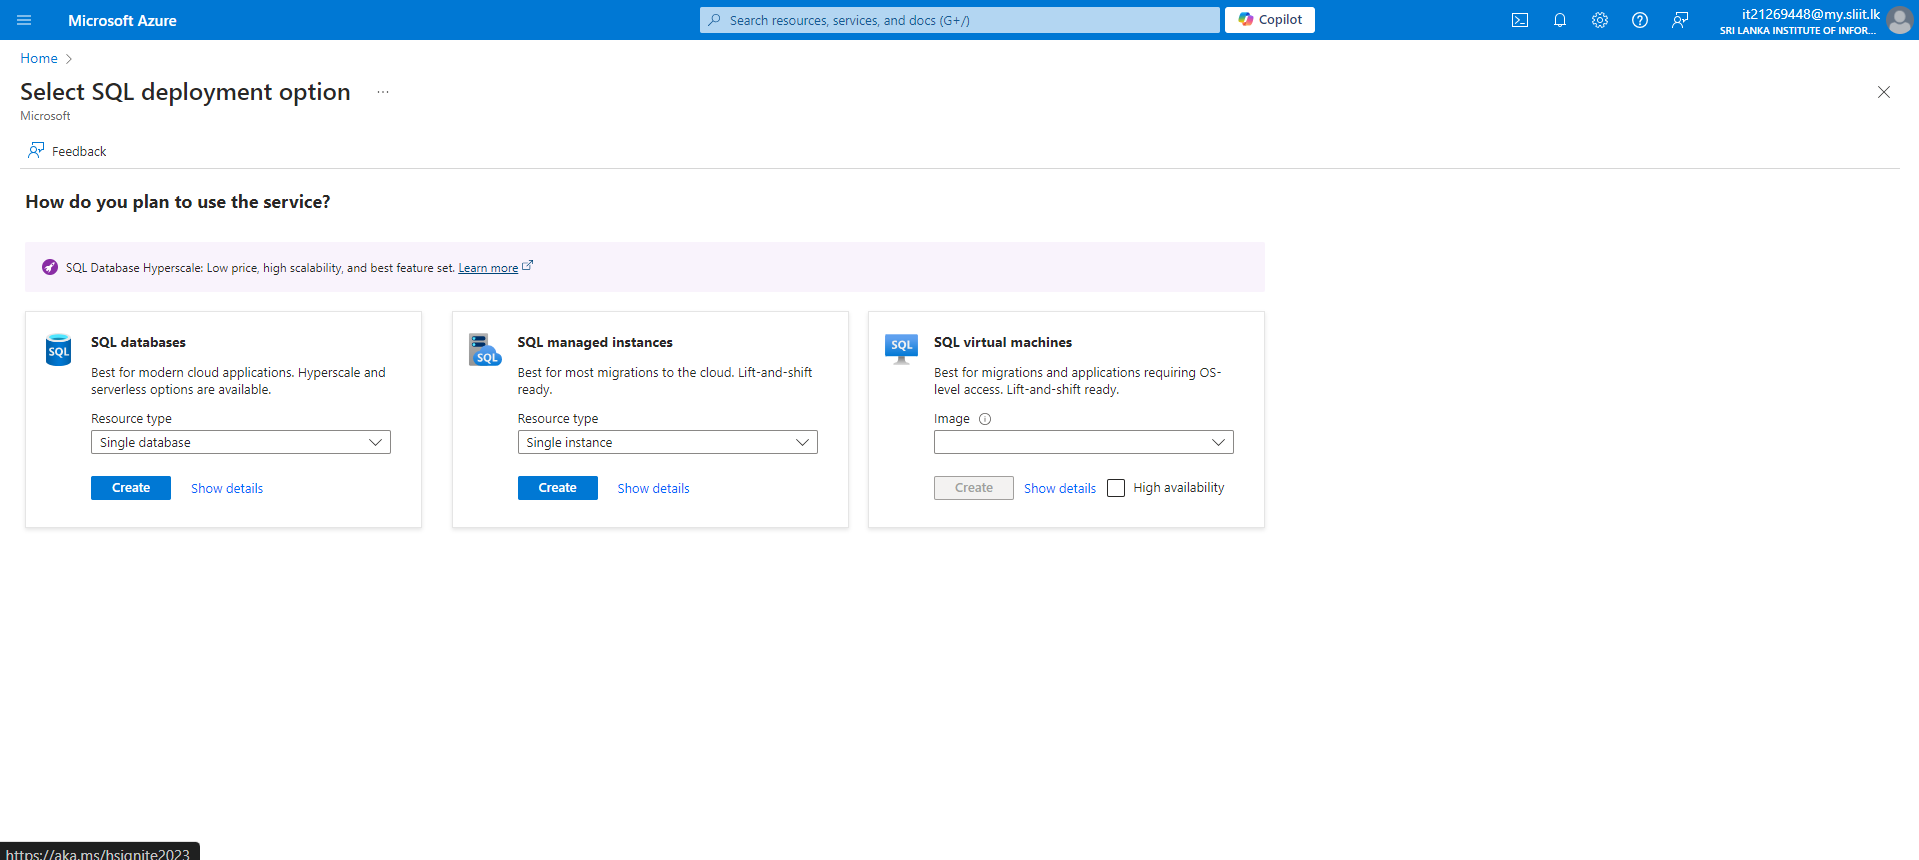 Microsoft Azure
Search resources, services, and docs (G+/)
Copilot
it21269448@my.sliit.lk
SRI LANKA INSTITUTE OF INFOR...
Home
Select SQL deployment option ...
Microsoft
Feedback
How do you plan to use the service?
SQL Database Hyperscale: Low price, high scalability, and best feature set. Learn more
SQL
SQL databases
Best for modern cloud applications. Hyperscale and
serverless options are available.
Resource type
Single database
Create
Show details
SQL
SQL managed instances
Best for most migrations to the cloud. Lift-and-shift
ready.
Resource type
Single instance
Create
Show details
SQL
SQL virtual machines
Best for migrations and applications requiring OS-
level access. Lift-and-shift ready.
Image
Create
Show details
High availability
https://aka.ms/hsignite2023